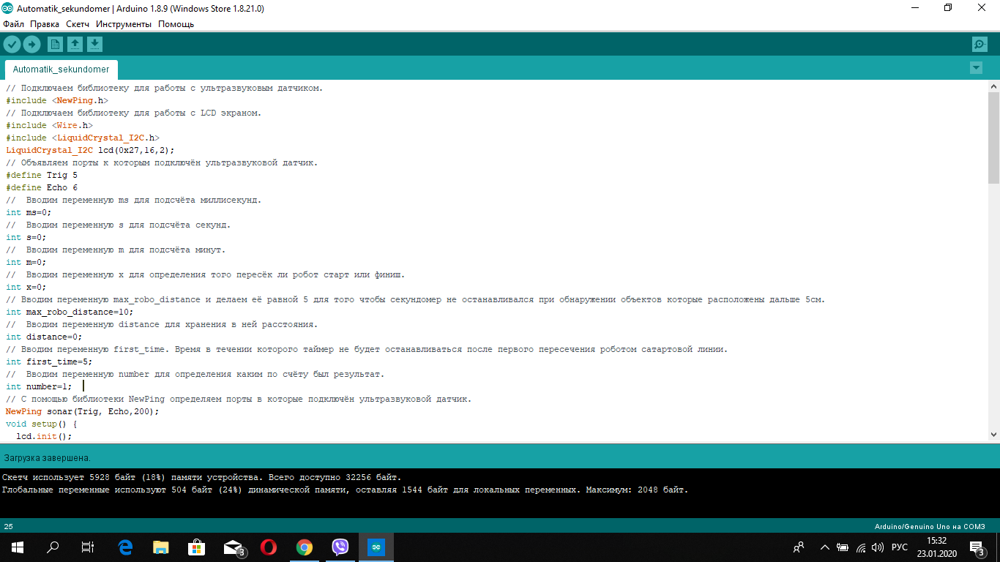 Automatik_sekundomer | Arduino 1.8.9 (Windows Store 1.8.21.0)
Файл Правка Скетч Инструменты Помощь
Automatik_sekundomer
// Подключаем библиотеку для работы с ультразвуковым датчиком.
#include <NewPing.h>
// Подключаем библиотеку для работы с LCD экраном.
#include <Wire.h>
#include <LiquidCrystal_I2C.h>
LiquidCrystal_I2C lcd(0x27,16,2);
// Объявляем порты к которым подключён ультразвуковой датчик.
#define Trig 5
#define Echo 6
//  Вводим переменную ms для подсчёта миллисекунд.
int ms=0;
//  Вводим переменную s для подсчёта секунд.
int s=0;
//  Вводим переменную m для подсчёта минут.
int m=0;
//  Вводим переменную x для определения того пересёк ли робот старт или финиш.
int x=0;
// Вводим переменную max_robo_distance и делаем её равной 5 для того чтобы секундомер не останавливался при обнаружении объектов которые расположены дальше 5см.
int max_robo_distance=10;
//  Вводим переменную distance для хранения в ней расстояния.
int distance=0;
// Вводим переменную first_time. Время в течении которого таймер не будет останавливаться после первого пересечения роботом сатартовой линии.
int first_time=5;
//  Вводим переменную number для определения каким по счёту был результат.
int number=1;
// С помощью библиотеки NewPing определяем порты в которые подключён ультразвуковой датчик.
NewPing sonar(Trig, Echo,200);
void setup() {
  lcd.init();
Загрузка завершена.
Скетч использует 5928 байт (18%) памяти устройства. Всего доступно 32256 байт.
Глобальные переменные используют 504 байт (24%) динамической памяти, оставляя 1544 байт для локальных переменных. Максимум: 2048 байт.
25
Arduino/Genuino Uno на COM3
3
РУС
15:32
23.01.2020
3